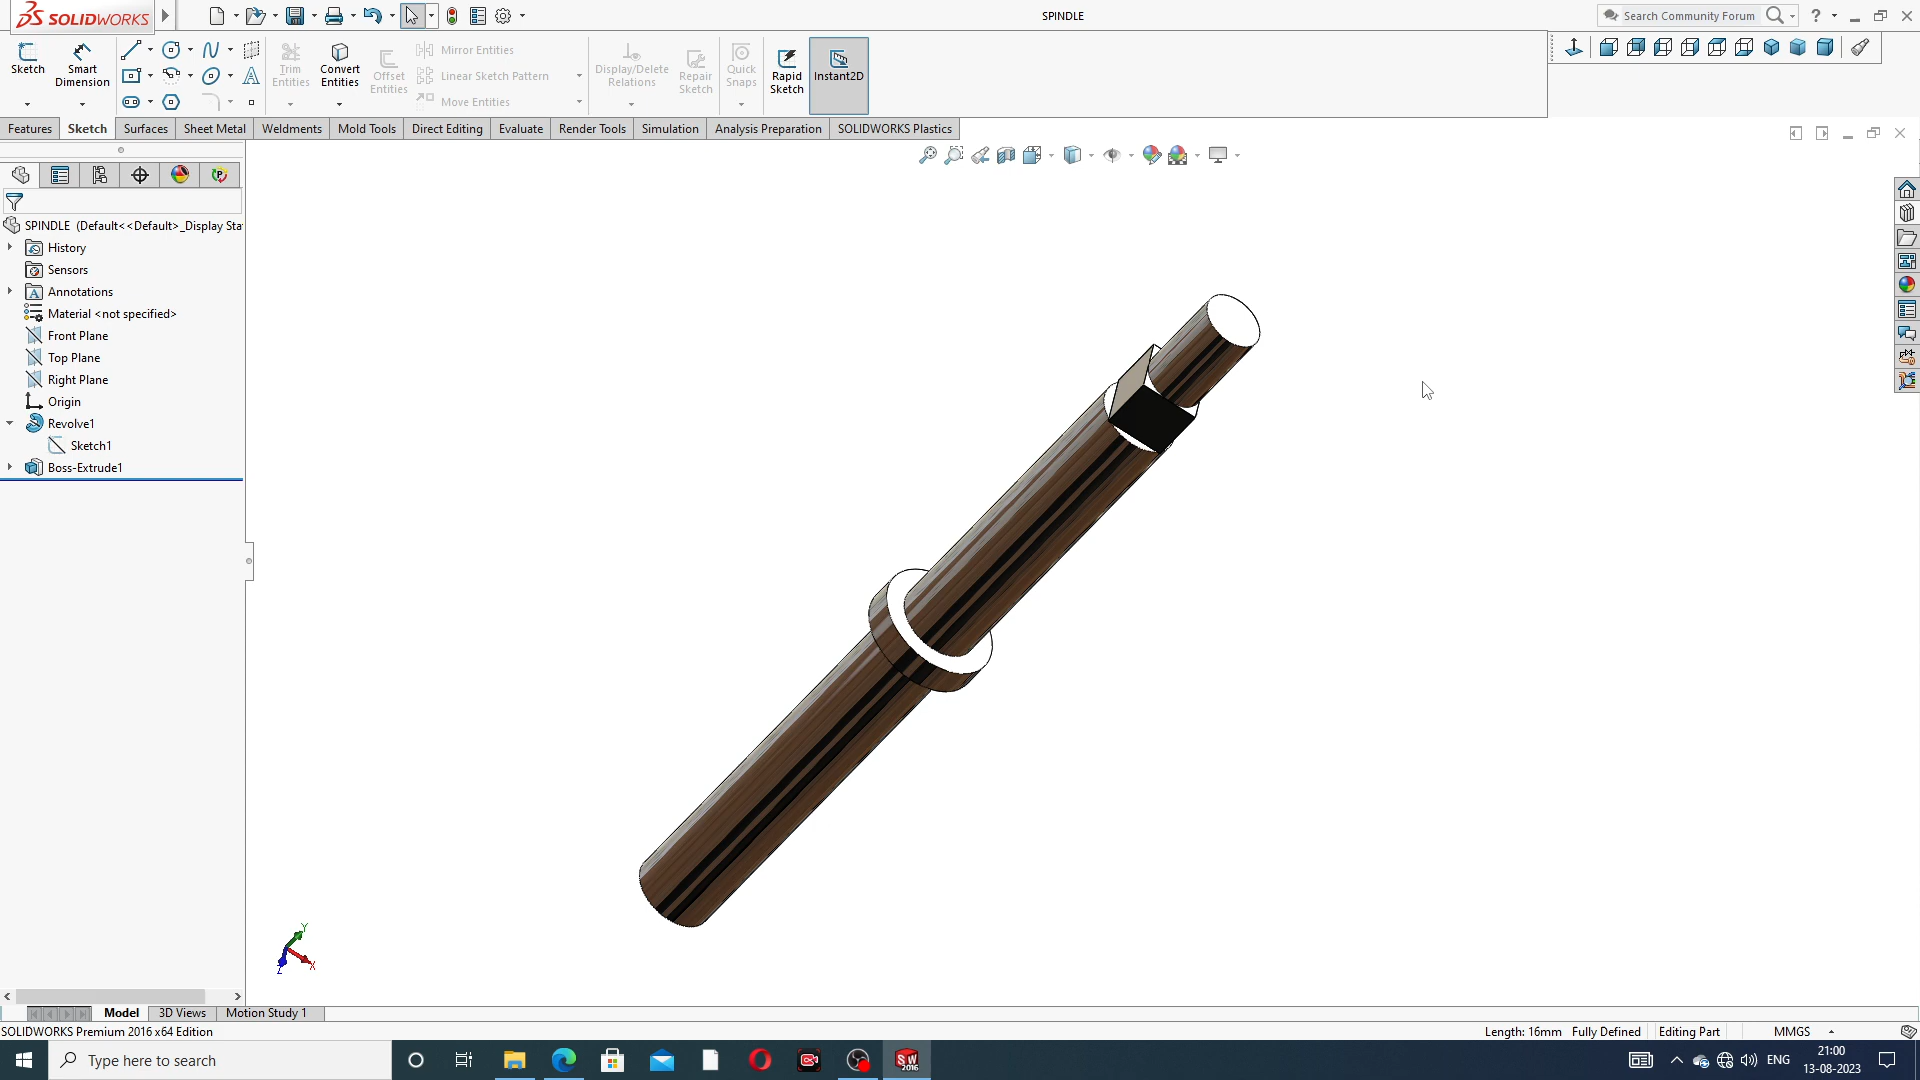 SOLIDWORKS
SPINDLE
Search Community Forum
?
Sketch
Smart
Dimension
Trim
Entities
Convert
Entities
Offset
Entities
Mirror Entities
Linear Sketch Pattern
Move Entities
Display/Delete
Relations
Repair
Sketch
Quick
Snaps
Rapid
Sketch
Instant2D
Features
Sketch
Surfaces
Sheet Metal
Weldments
Mold Tools
Direct Editing
Evaluate
Render Tools
Simulation
Analysis Preparation
SOLIDWORKS Plastics
SPINDLE (Default<<Default>_Display Sta
History
Sensors
Annotations
Material <not specified>
Front Plane
Top Plane
Right Plane
Origin
Revolve1
Sketch1
Boss-Extrude1
Y
X
Z
Model
3D Views
Motion Study 1
SOLIDWORKS Premium 2016 x64 Edition
Length: 16mm
Fully Defined
Editing Part
MMGS
Type here to search
SW
2016
ENG
21:00
13-08-2023